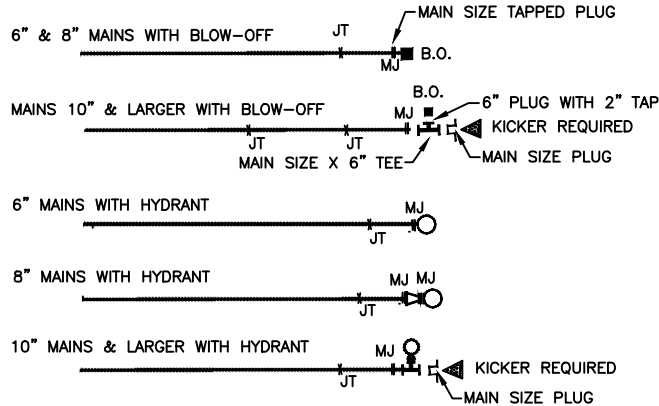 6" & 8" MAINS WITH BLOW-OFF
JT
MAIN SIZE TAPPED PLUG
MJ
B.O.
MAINS 10" & LARGER WITH BLOW-OFF
JT
JT
MJ
B.O.
6" PLUG WITH 2" TAP
KICKER REQUIRED
MAIN SIZE X 6" TEE
MAIN SIZE PLUG
6" MAINS WITH HYDRANT
MJ
JT
8" MAINS WITH HYDRANT
MJ
MJ
JT
10" MAINS & LARGER WITH HYDRANT
MJ
JT
KICKER REQUIRED
MAIN SIZE PLUG